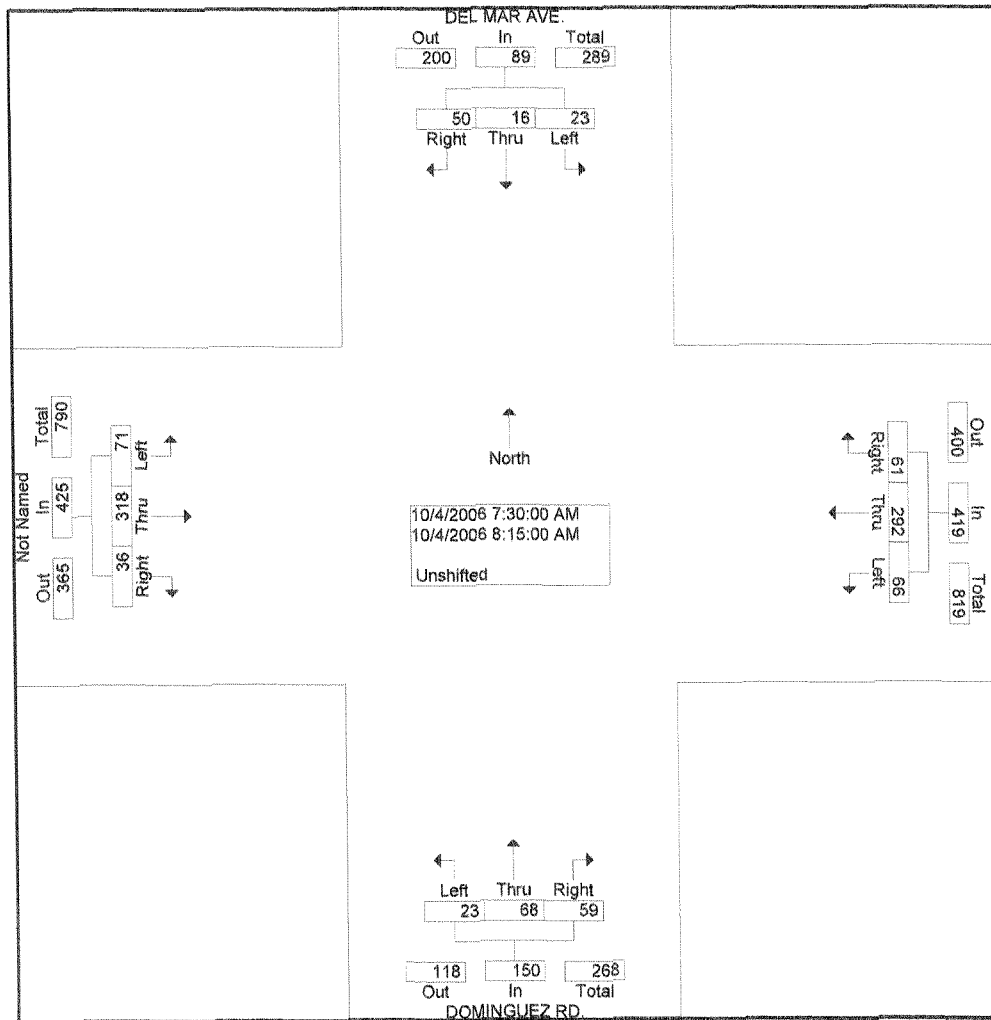 DEL MAR AVE.
Out In Total
200 89 289
50 16 23
Right Thru Left
Total 790
In 425
Out 365
Not Named
71 Left
318 Thru
36 Right
North
10/4/2006 7:30:00 AM
10/4/2006 8:15:00 AM
Unshifted
Right 61
Thru 292
Left 66
Out 400
In 419
Total 819
Left Thru Right
23 68 59
118 150 268
Out In Total
DOMINGUEZ RD.